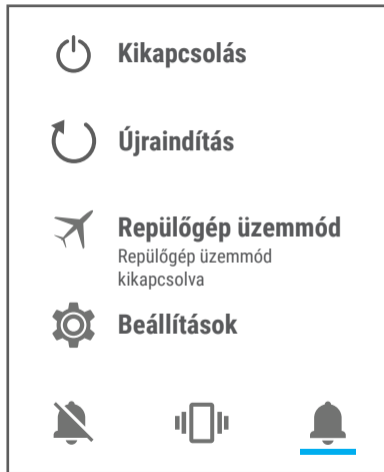 Kikapcsolás
Újraindítás
Repülőgép üzemmód
Repülőgép üzemmód
kikapcsolva
Beállítások